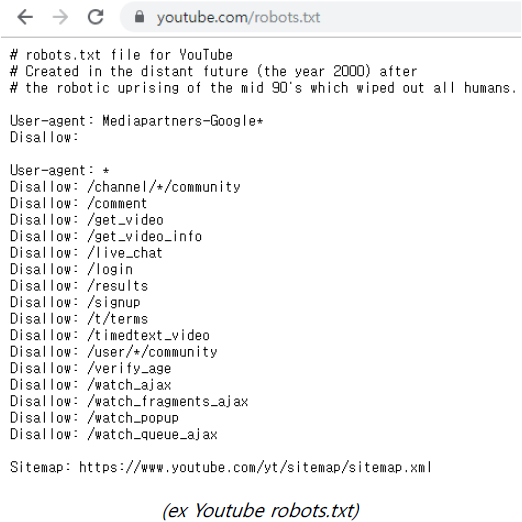 youtube.com/robots.txt
# robots.txt file for YouTube
# Created in the distant future (the year 2000) after
# the robotic uprising of the mid 90's which wiped out all humans.
User-agent: Mediapartners-Google*
Disallow:
User-agent: *
Disallow: /channel/*/community
Disallow: /comment
Disallow: /get_video
Disallow: /get_video_info
Disallow: /live_chat
Disallow: /login
Disallow: /results
Disallow: /signup
Disallow: /t/terms
Disallow: /timedtext_video
Disallow: /user/*/community
Disallow: /verify_age
Disallow: /watch_ajax
Disallow: /watch_fragments_ajax
Disallow: /watch_popup
Disallow: /watch_queue_ajax
Sitemap: https://www.youtube.com/yt/sitemap/sitemap.xml
(ex Youtube robots.txt)